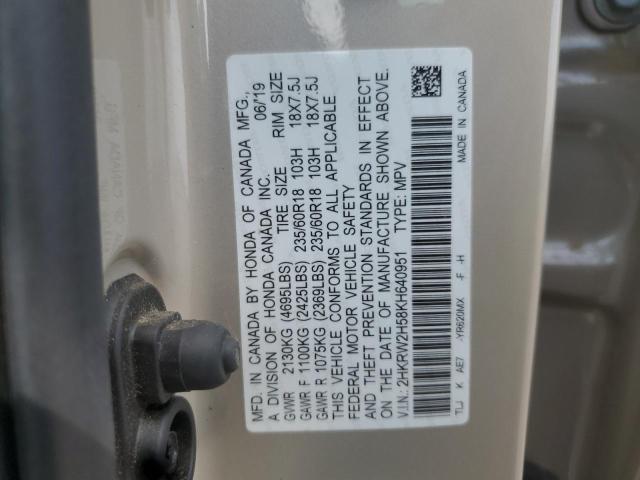 MFD. IN CANADA BY HONDA OF CANADA MFG.,
A DIVISION OF HONDA CANADA INC. 06/19
GVWR 2130KG (4695LBS) TIRE SIZE RIM SIZE
GAWR F 1100KG (2425LBS) 235/60R18 103H 18X7.5J
GAWR R 1075KG (2369LBS) 235/60R18 103H 18X7.5J
THIS VEHICLE CONFORMS TO ALL APPLICABLE
FEDERAL MOTOR VEHICLE SAFETY
AND THEFT PREVENTION STANDARDS IN EFFECT
ON THE DATE OF MANUFACTURE SHOWN ABOVE.
V.I.N.: 2HKRW2H58KH640951 TYPE: MPV
TLJ K AE7 -YR620MX -F -H MADE IN CANADA